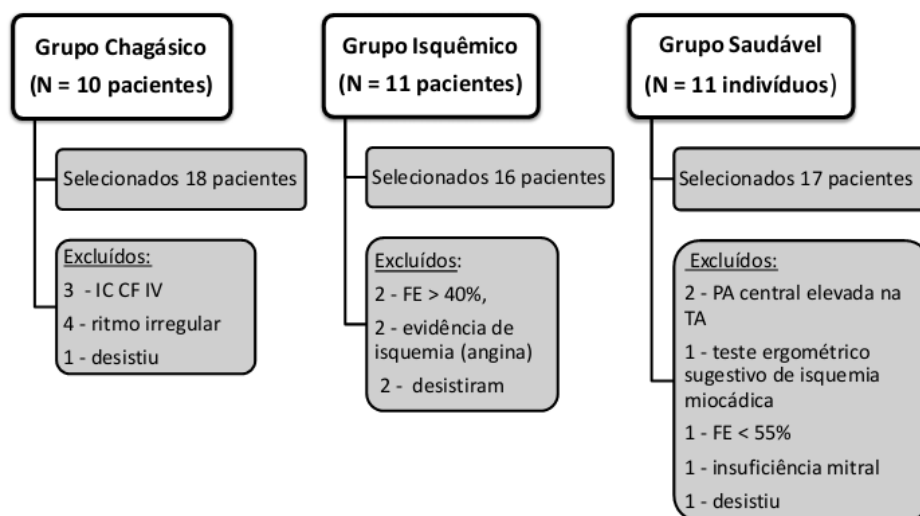 Grupo Chagásico
(N = 10 pacientes)
Selecionados 18 pacientes
Excluídos:
3 - IC CF IV
4 - ritmo irregular
1 - desistiu
Grupo Isquêmico
(N = 11 pacientes)
Selecionados 16 pacientes
Excluídos:
2 - FE > 40%,
2 - evidência de
isquemia (angina)
2 - desistiram
Grupo Saudável
(N = 11 indivíduos)
Selecionados 17 pacientes
Excluídos:
2 - PA central elevada na
TA
1 - teste ergométrico
sugestivo de isquemia
miocádica
1 - FE < 55%
1 - insuficiência mitral
1 - desistiu